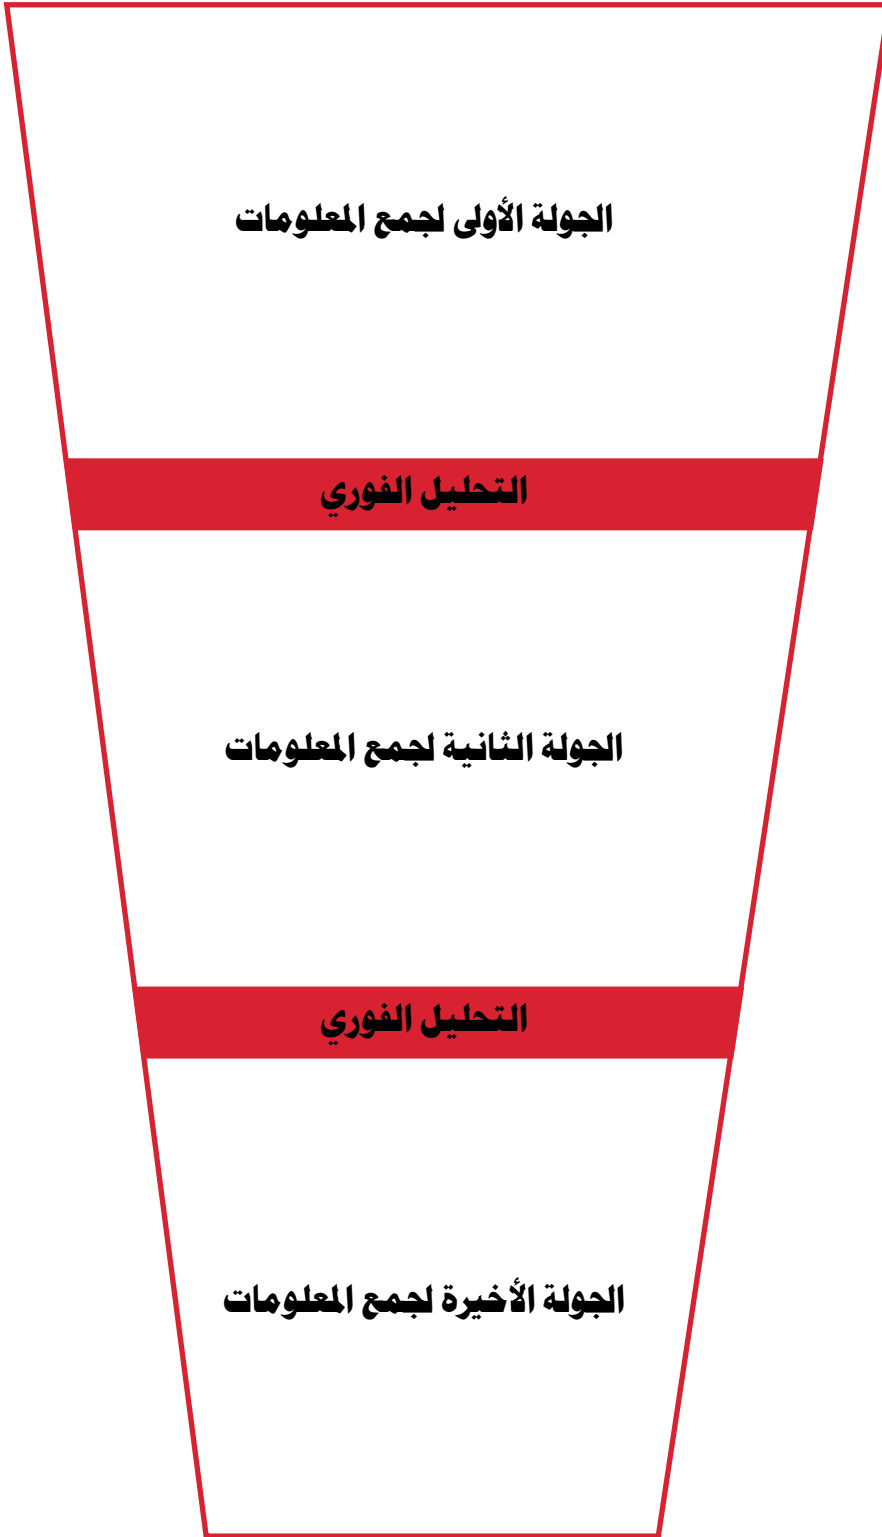 الجولة الأولى لجمع المعلومات
التحليل الفوري
الجولة الثانية لجمع المعلومات
التحليل الفوري
الجولة الأخيرة لجمع المعلومات